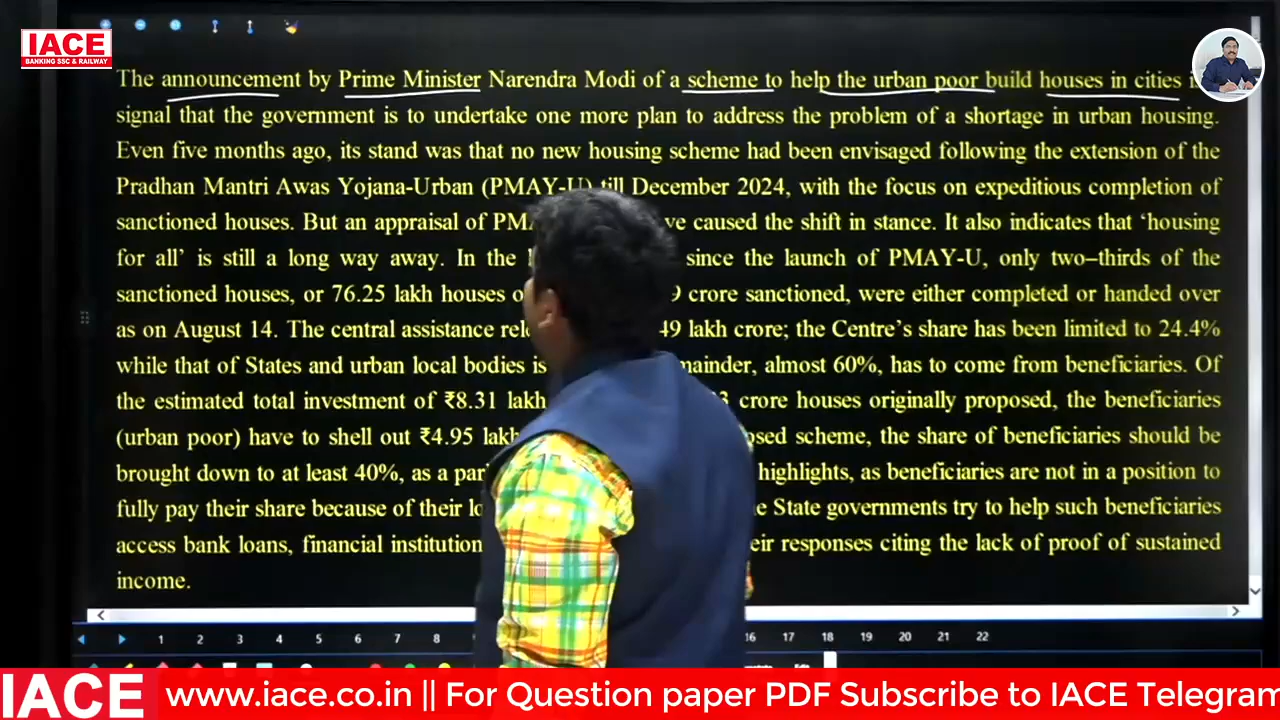 IACE
BANKING SSC & RAILWAY
The announcement by Prime Minister Narendra Modi of a scheme to help the urban poor build houses in cities
signal that the government is to undertake one more plan to address the problem of a shortage in urban housing.
Even five months ago, its stand was that no new housing scheme had been envisaged following the extension of the
Pradhan Mantri Awas Yojana-Urban (PMAY-U) till December 2024, with the focus on expeditious completion of
sanctioned houses. But an appraisal of caused the shift in stance. It also indicates that ‘housing
for all’ is still a long way away. In the since the launch of PMAY-U, only two–thirds of the
sanctioned houses, or 76.25 lakh houses crore sanctioned, were either completed or handed over
as on August 14. The central assistance lakh crore; the Centre’s share has been limited to 24.4%
while that of States and urban local bodies is almost 60%, has to come from beneficiaries. Of
the estimated total investment of ₹8.31 lakh crore houses originally proposed, the beneficiaries
(urban poor) have to shell out ₹4.95 scheme, the share of beneficiaries should be
brought down to at least 40%, as a highlights, as beneficiaries are not in a position to
fully pay their share because of their State governments try to help such beneficiaries
access bank loans, financial responses citing the lack of proof of sustained
income.
1 2 3 4 5 6 7 8 16 17 18 19 20 21 22
IACE www.iace.co.in || For Question paper PDF Subscribe to IACE Telegram